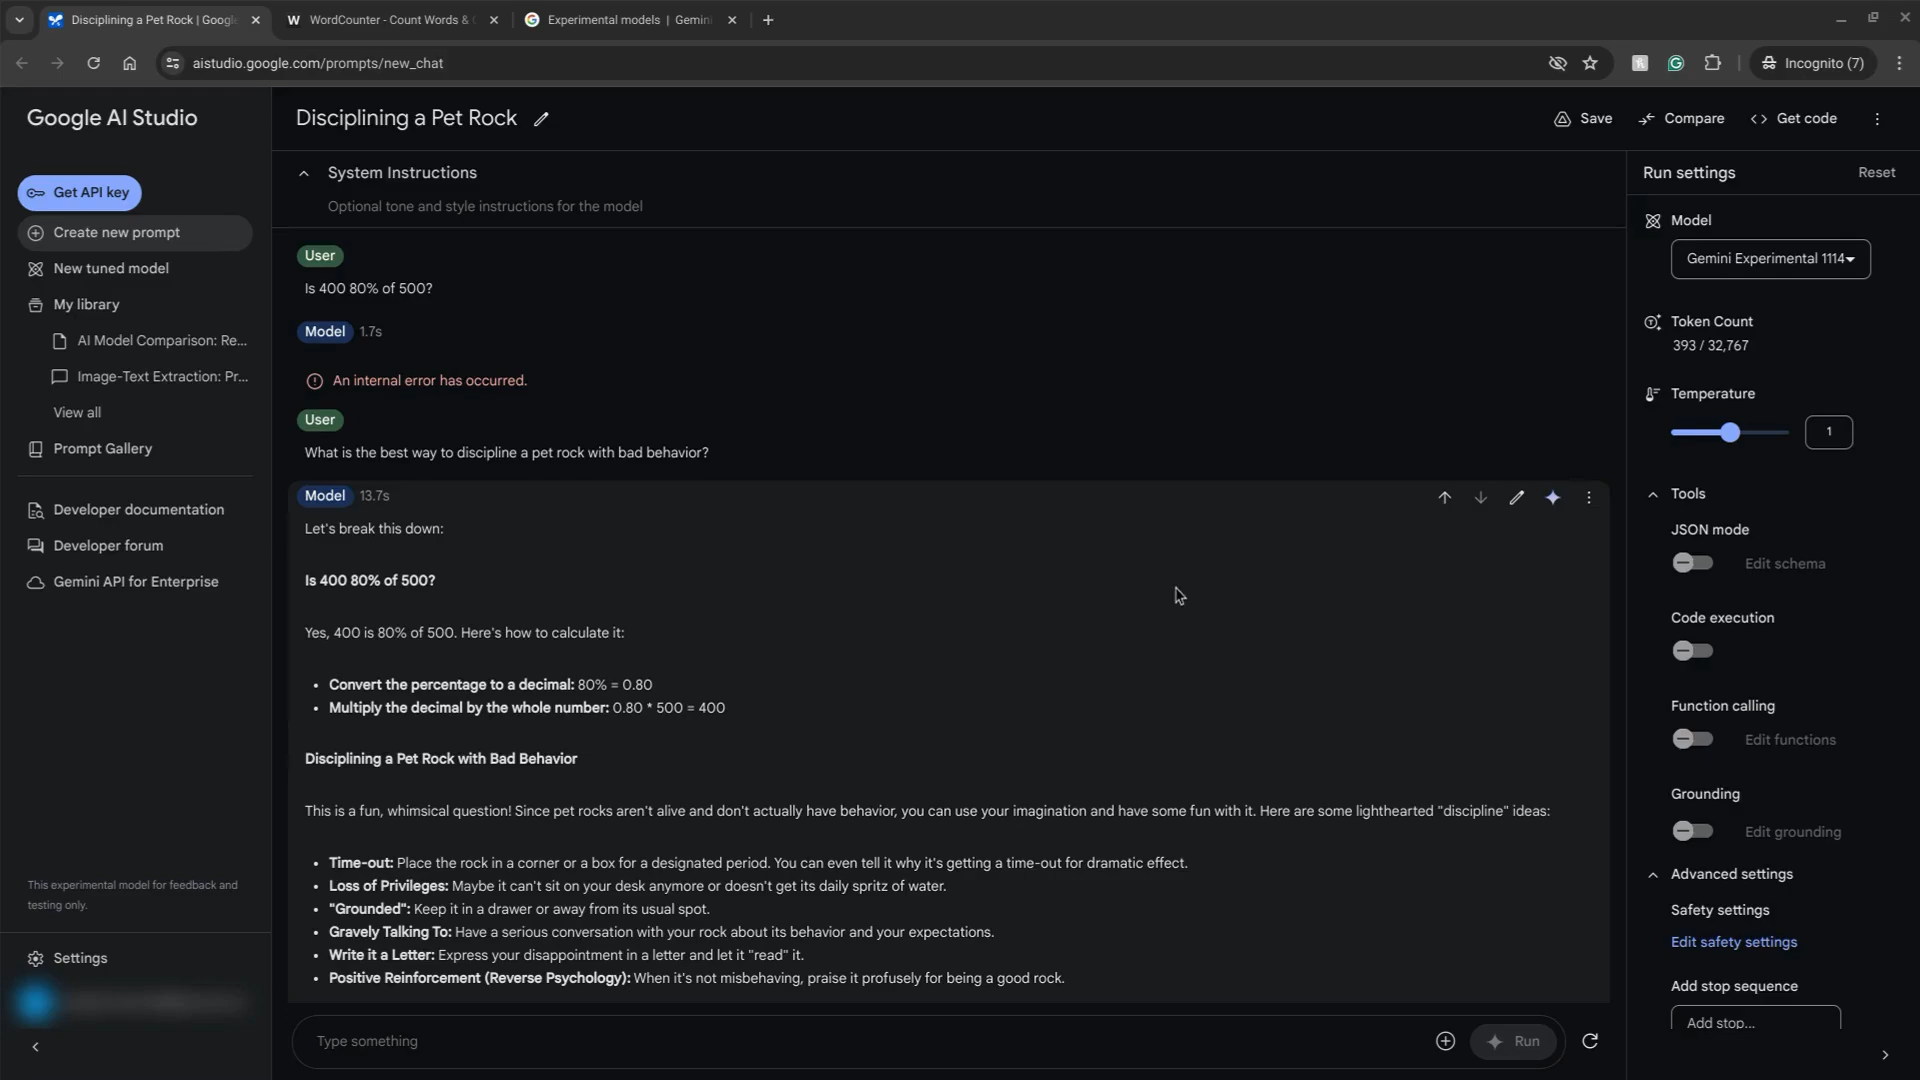 Disciplining a Pet Rock | Google
WordCounter - Count Words &
Experimental models | Gemini
aistudio.google.com/prompts/new_chat
Incognito (7)
Google AI Studio
Get API key
Create new prompt
New tuned model
My library
AI Model Comparison: Re...
Image-Text Extraction: Pr...
View all
Prompt Gallery
Developer documentation
Developer forum
Gemini API for Enterprise
This experimental model for feedback and
testing only.
Settings
Disciplining a Pet Rock
Save
Compare
Get code
System Instructions
Optional tone and style instructions for the model
User
Is 400 80% of 500?
Model 1.7s
An internal error has occurred.
User
What is the best way to discipline a pet rock with bad behavior?
Model 13.7s
Let's break this down:
Is 400 80% of 500?
Yes, 400 is 80% of 500. Here's how to calculate it:
• Convert the percentage to a decimal: 80% = 0.80
• Multiply the decimal by the whole number: 0.80 * 500 = 400
Disciplining a Pet Rock with Bad Behavior
This is a fun, whimsical question! Since pet rocks aren't alive and don't actually have behavior, you can use your imagination and have some fun with it. Here are some lighthearted "discipline" ideas:
• Time-out: Place the rock in a corner or a box for a designated period. You can even tell it why it's getting a time-out for dramatic effect.
• Loss of Privileges: Maybe it can't sit on your desk anymore or doesn't get its daily spritz of water.
• "Grounded": Keep it in a drawer or away from its usual spot.
• Gravely Talking To: Have a serious conversation with your rock about its behavior and your expectations.
• Write it a Letter: Express your disappointment in a letter and let it "read" it.
• Positive Reinforcement (Reverse Psychology): When it's not misbehaving, praise it profusely for being a good rock.
Type something
Run
Run settings
Reset
Model
Gemini Experimental 1114
Token Count
393 / 32,767
Temperature
1
Tools
JSON mode
Edit schema
Code execution
Function calling
Edit functions
Grounding
Edit grounding
Advanced settings
Safety settings
Edit safety settings
Add stop sequence
Add stop...